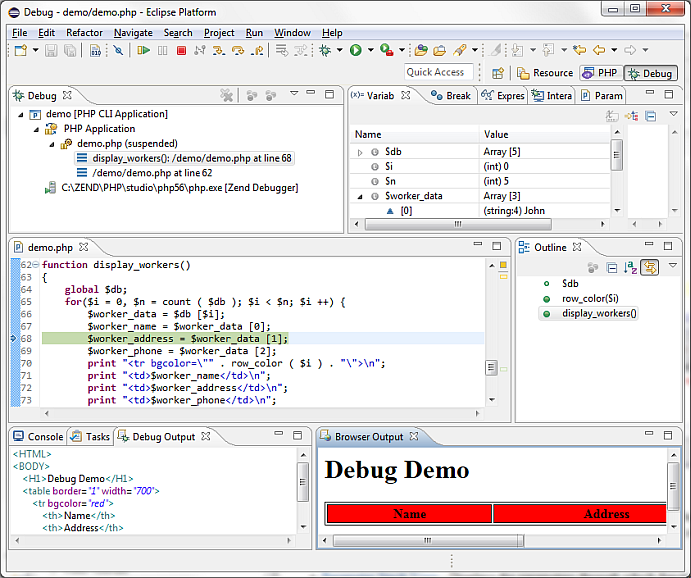 Debug - demo/demo.php - Eclipse Platform
File Edit Refactor Navigate Search Project Run Window Help
Quick Access Resource PHP Debug
Debug
demo [PHP CLI Application]
PHP Application
demo.php (suspended)
display_workers(): /demo/demo.php at line 68
/demo/demo.php at line 62
C:\ZEND\PHP\studio\php56\php.exe [Zend Debugger]
(x)= Variab Break Expres Intera Param
Name Value
$db Array [5]
$i (int) 0
$n (int) 5
$worker_data Array [3]
[0] (string:4) John
demo.php
62 function display_workers()
63 {
64 global $db;
65 for($i = 0, $n = count ( $db ); $i < $n; $i ++) {
66 $worker_data = $db [$i];
67 $worker_name = $worker_data [0];
68 $worker_address = $worker_data [1];
69 $worker_phone = $worker_data [2];
70 print "<tr bgcolor=\"" . row_color ( $i ) . "\">\n";
71 print "<td>$worker_name</td>\n";
72 print "<td>$worker_address</td>\n";
73 print "<td>$worker_phone</td>\n";
Outline
$db
row_color($i)
display_workers()
Console Tasks Debug Output
<HTML>
<BODY>
<H1>Debug Demo</H1>
<table border="1" width="700">
<tr bgcolor="red">
<th>Name</th>
<th>Address</th>
Browser Output
Debug Demo
Name Address